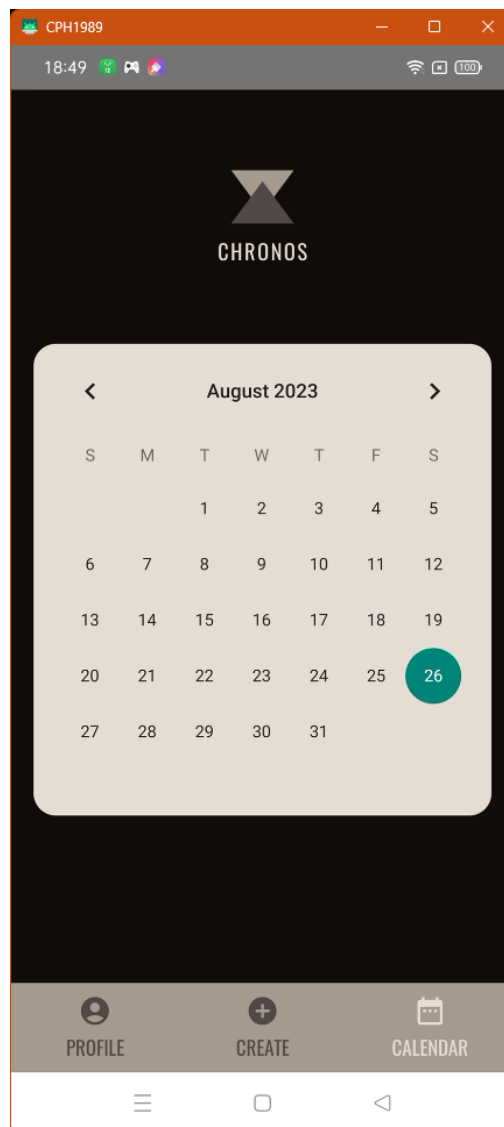 CPH1989
18:49 100
CHRONOS
August 2023
S M T W T F S
1 2 3 4 5
6 7 8 9 10 11 12
13 14 15 16 17 18 19
20 21 22 23 24 25 26
27 28 29 30 31
PROFILE CREATE CALENDAR